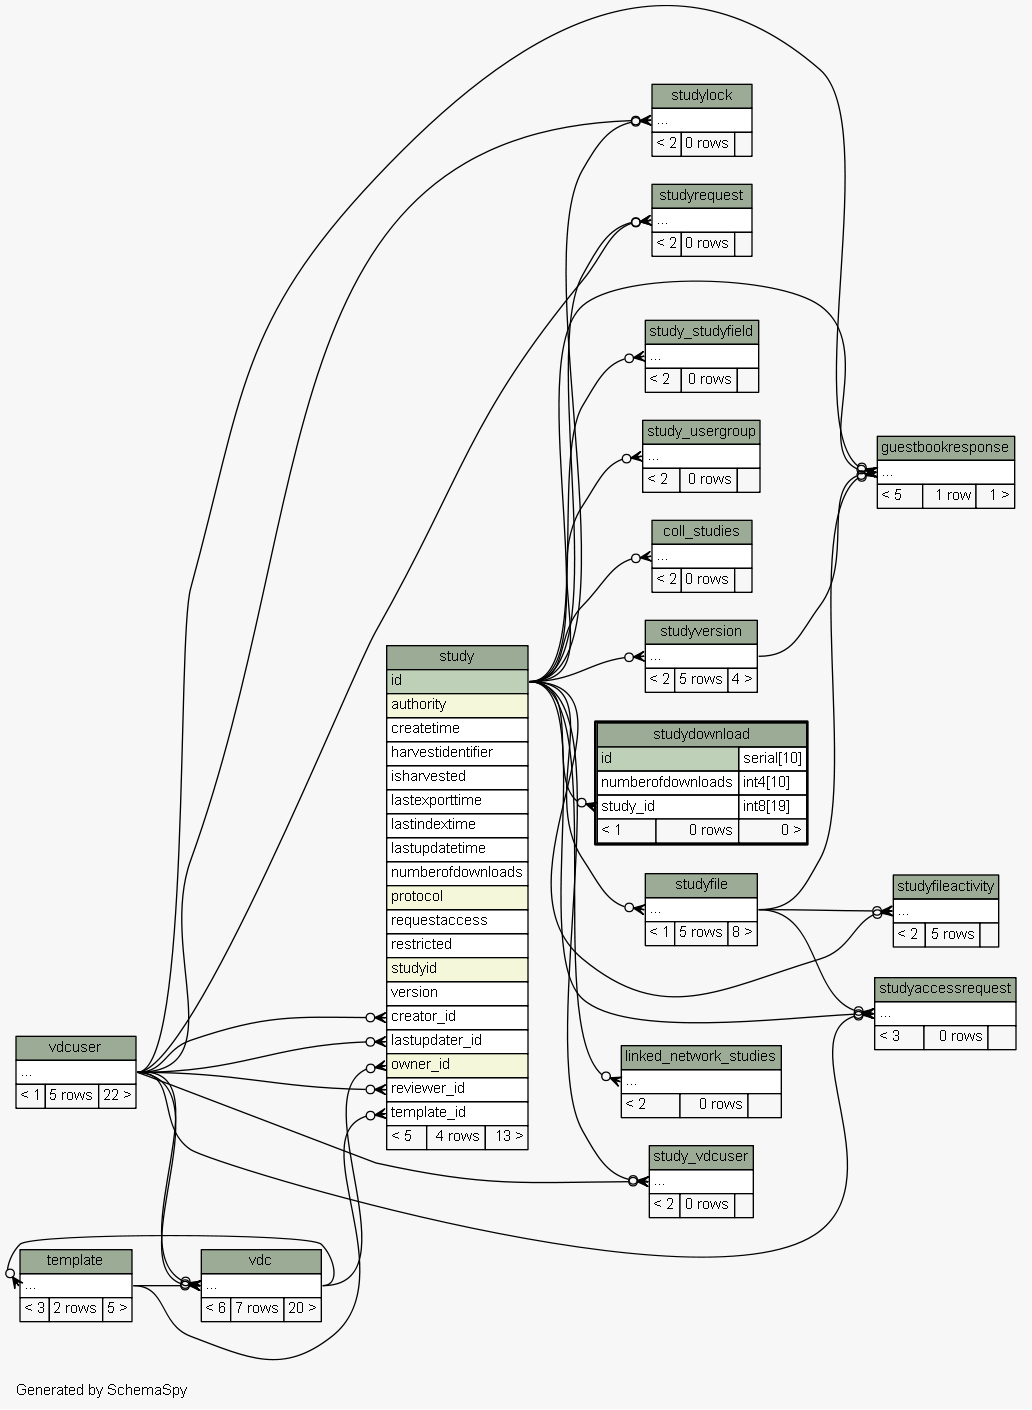 studylock
...
< 2 0 rows
studyrequest
...
< 2 0 rows
study_studyfield
...
< 2 0 rows
study_usergroup
...
< 2 0 rows
guestbookresponse
...
< 5 1 row 1 >
coll_studies
...
< 2 0 rows
studyversion
...
< 2 5 rows 4 >
study
id
authority
createtime
harvestidentifier
isharvested
lastexporttime
lastindextime
lastupdatetime
numberofdownloads
protocol
requestaccess
restricted
studyid
version
creator_id
lastupdater_id
owner_id
reviewer_id
template_id
< 5 4 rows 13 >
studydownload
id serial[10]
numberofdownloads int4[10]
study_id int8[19]
< 1 0 rows 0 >
studyfile
...
< 1 5 rows 8 >
studyfileactivity
...
< 2 5 rows
studyaccessrequest
...
< 3 0 rows
linked_network_studies
...
< 2 0 rows
study_vdcuser
...
< 2 0 rows
vdcuser
...
< 1 5 rows 22 >
template
...
< 3 2 rows 5 >
vdc
...
< 6 7 rows 20 >
Generated by SchemaSpy